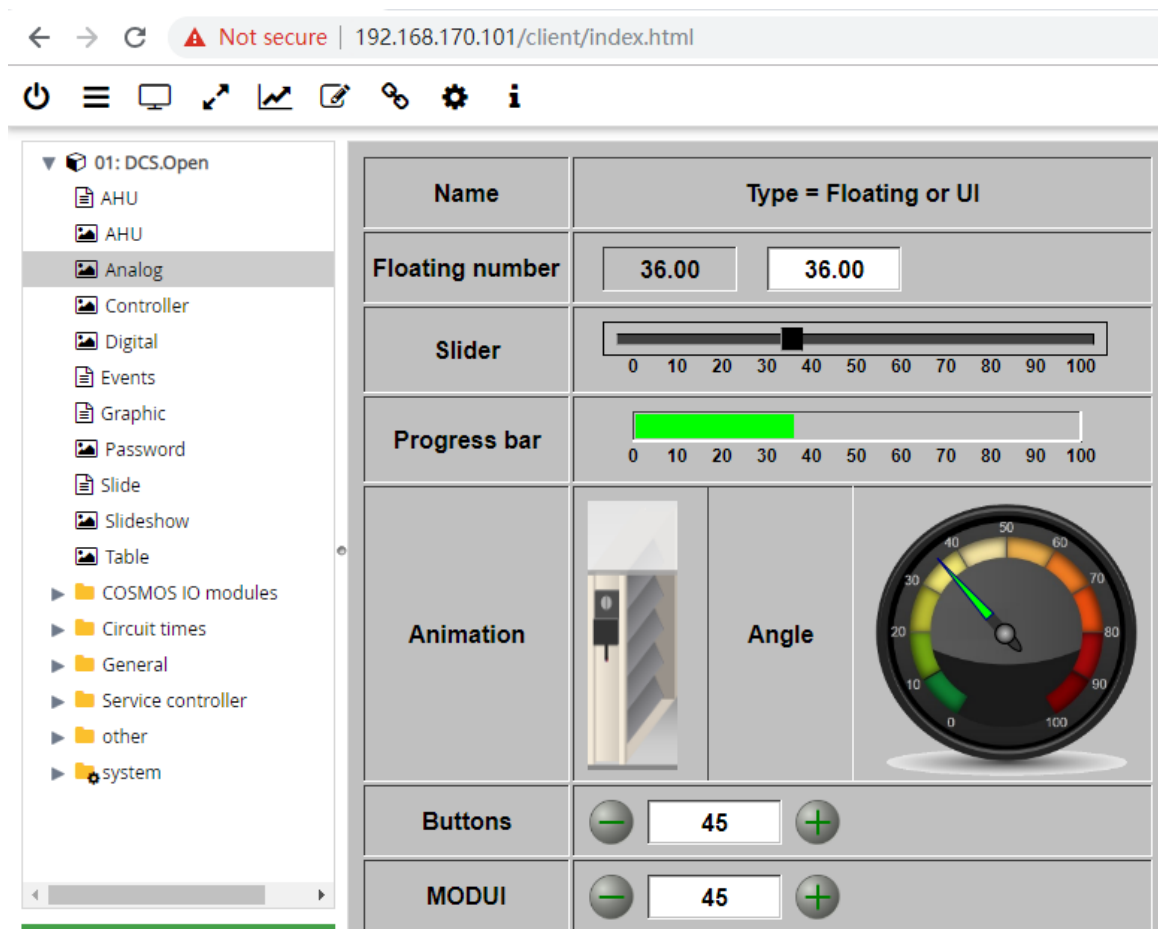 Not secure | 192.168.170.101/client/index.html
01: DCS.Open
AHU
AHU
Analog
Controller
Digital
Events
Graphic
Password
Slide
Slideshow
Table
COSMOS IO modules
Circuit times
General
Service controller
other
system
Name Type = Floating or UI
Floating number 36.00 36.00
Slider
0 10 20 30 40 50 60 70 80 90 100
Progress bar
0 10 20 30 40 50 60 70 80 90 100
Animation Angle
0 10 20 30 40 50 60 70 80 90 100
Buttons 45
MODUI 45